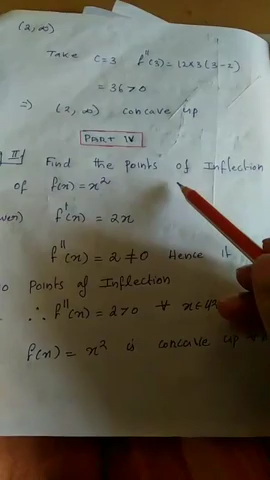 (2, ∞)
Take c=3 f''(3)=12×3(3-2)
= 36>0
⇒ (2, ∞) concave up
PART IV
II Find the points of Inflection
of f(x)=x²
f'(x) = 2x
f''(x) = 2 ≠ 0 Hence it
Points of Inflection
∴ f''(x) = 2>0 ∀ x∈
f(x) = x² is concave up